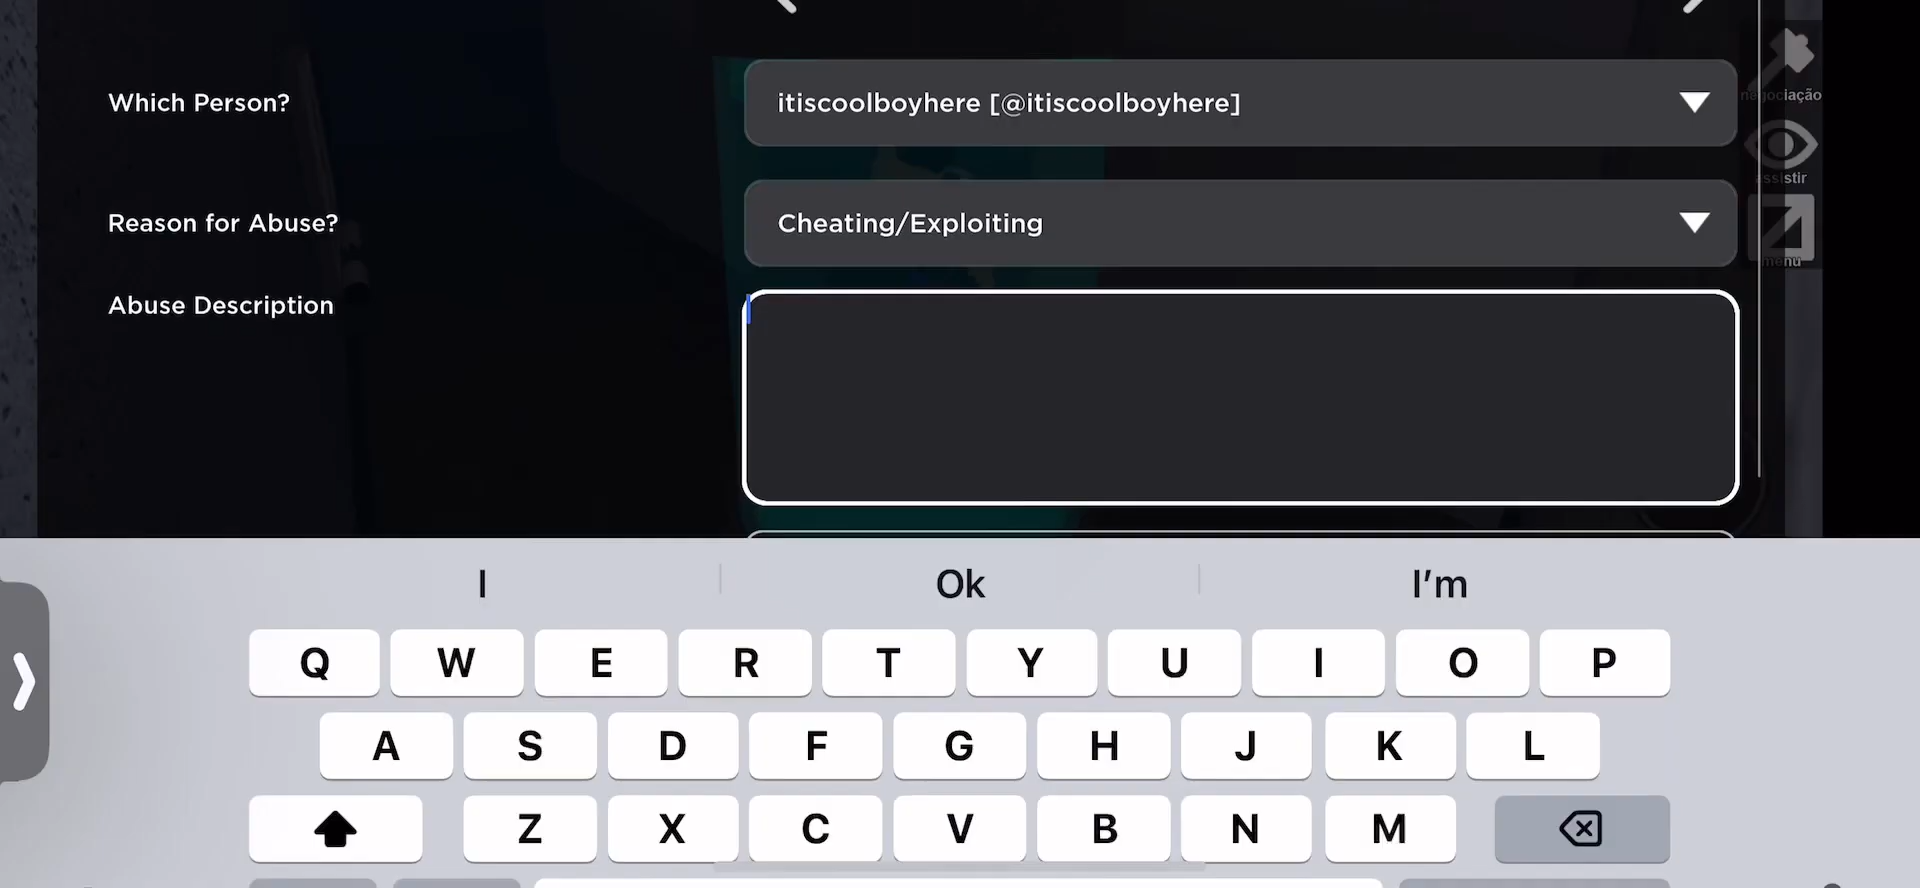 Which Person?
itiscoolboyhere [@itiscoolboyhere]
negociação
assistir
menu
Reason for Abuse?
Cheating/Exploiting
Abuse Description
I
Ok
I'm
Q W E R T Y U I O P
A S D F G H J K L
Z X C V B N M